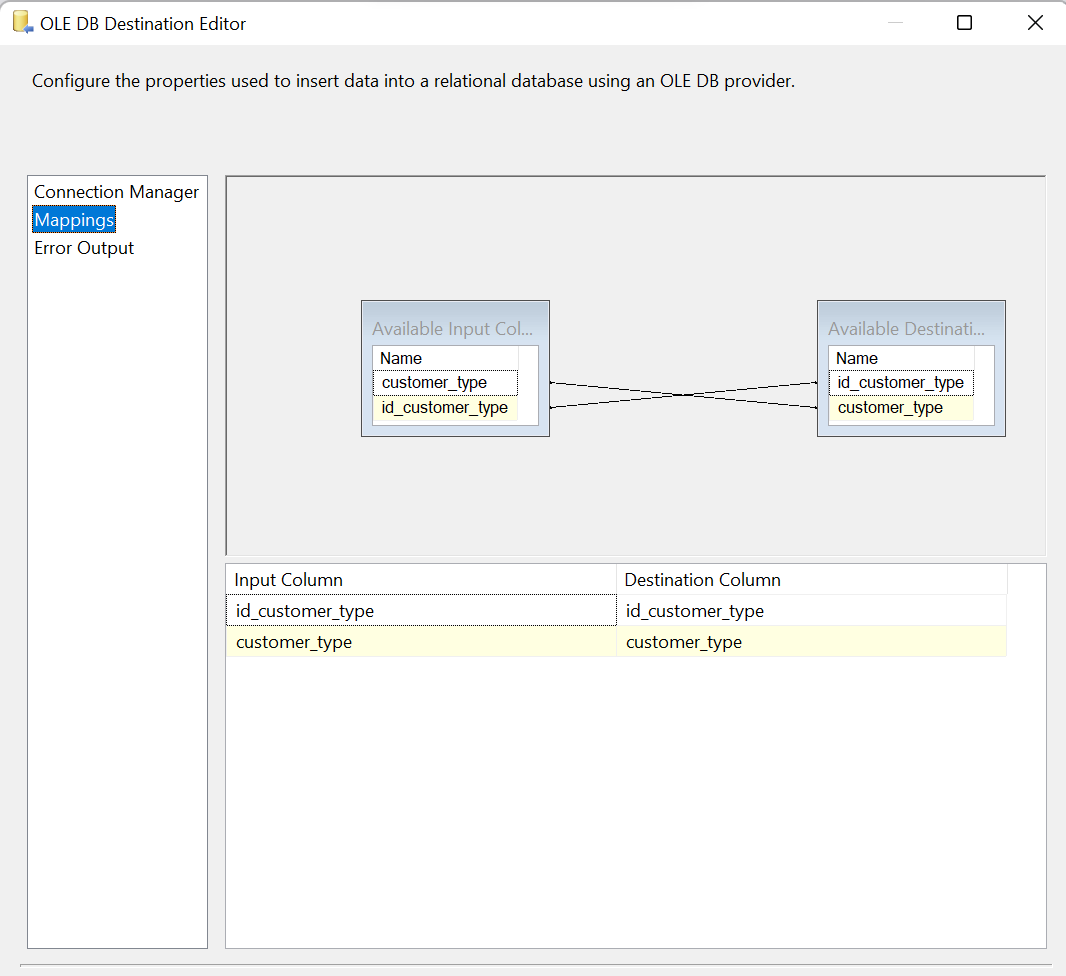 OLE DB Destination Editor
Configure the properties used to insert data into a relational database using an OLE DB provider.
Connection Manager
Mappings
Error Output
Available Input Col...
Name
customer_type
id_customer_type
Available Destinati...
Name
id_customer_type
customer_type
Input Column Destination Column
id_customer_type id_customer_type
customer_type customer_type